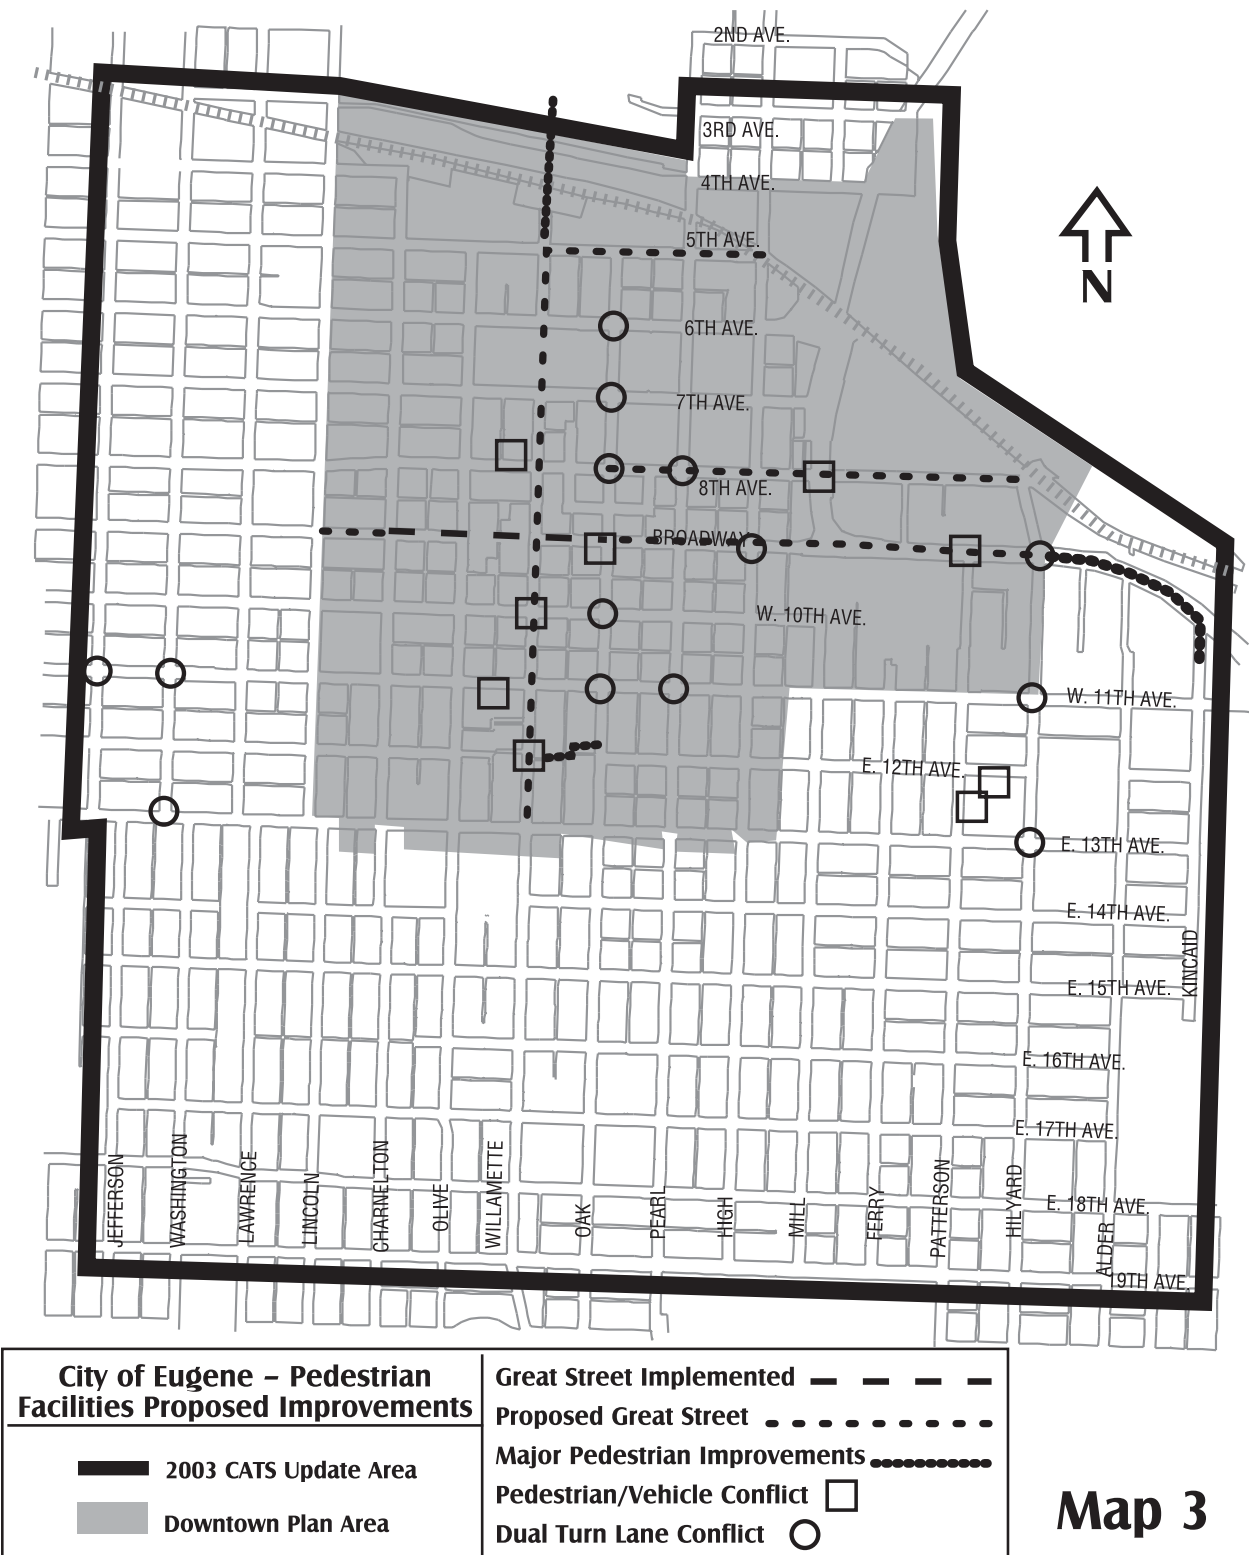 2ND AVE.
3RD AVE.
4TH AVE.
5TH AVE.
N
6TH AVE.
7TH AVE.
8TH AVE.
BROADWAY
W. 10TH AVE.
W. 11TH AVE.
E. 12TH AVE.
E. 13TH AVE.
E. 14TH AVE.
KINCAID
E. 15TH AVE.
E. 16TH AVE.
E. 17TH AVE.
JEFFERSON
WASHINGTON
LAWRENCE
LINCOLN
CHARNELTON
OLIVE
WILLAMETTE
OAK
PEARL
HIGH
MILL
FERRY
PATTERSON
HILYARD
E. 18TH AVE.
ALDER
19TH AVE.
City of Eugene – Pedestrian
Facilities Proposed Improvements
2003 CATS Update Area
Downtown Plan Area
Great Street Implemented
Proposed Great Street
Major Pedestrian Improvements
Pedestrian/Vehicle Conflict
Dual Turn Lane Conflict
Map 3